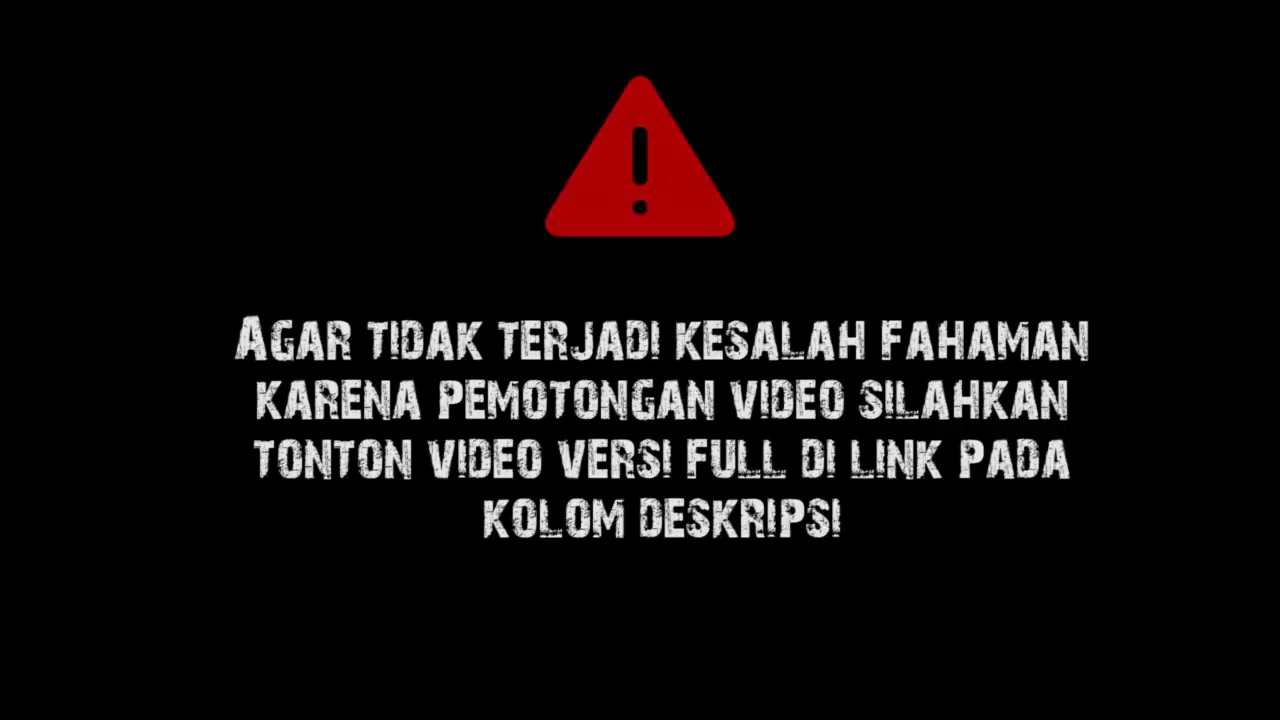 Agar tidak terjadi kesalah fahaman
karena pemotongan video silahkan
tonton video versi full di link pada
kolom deskripsi